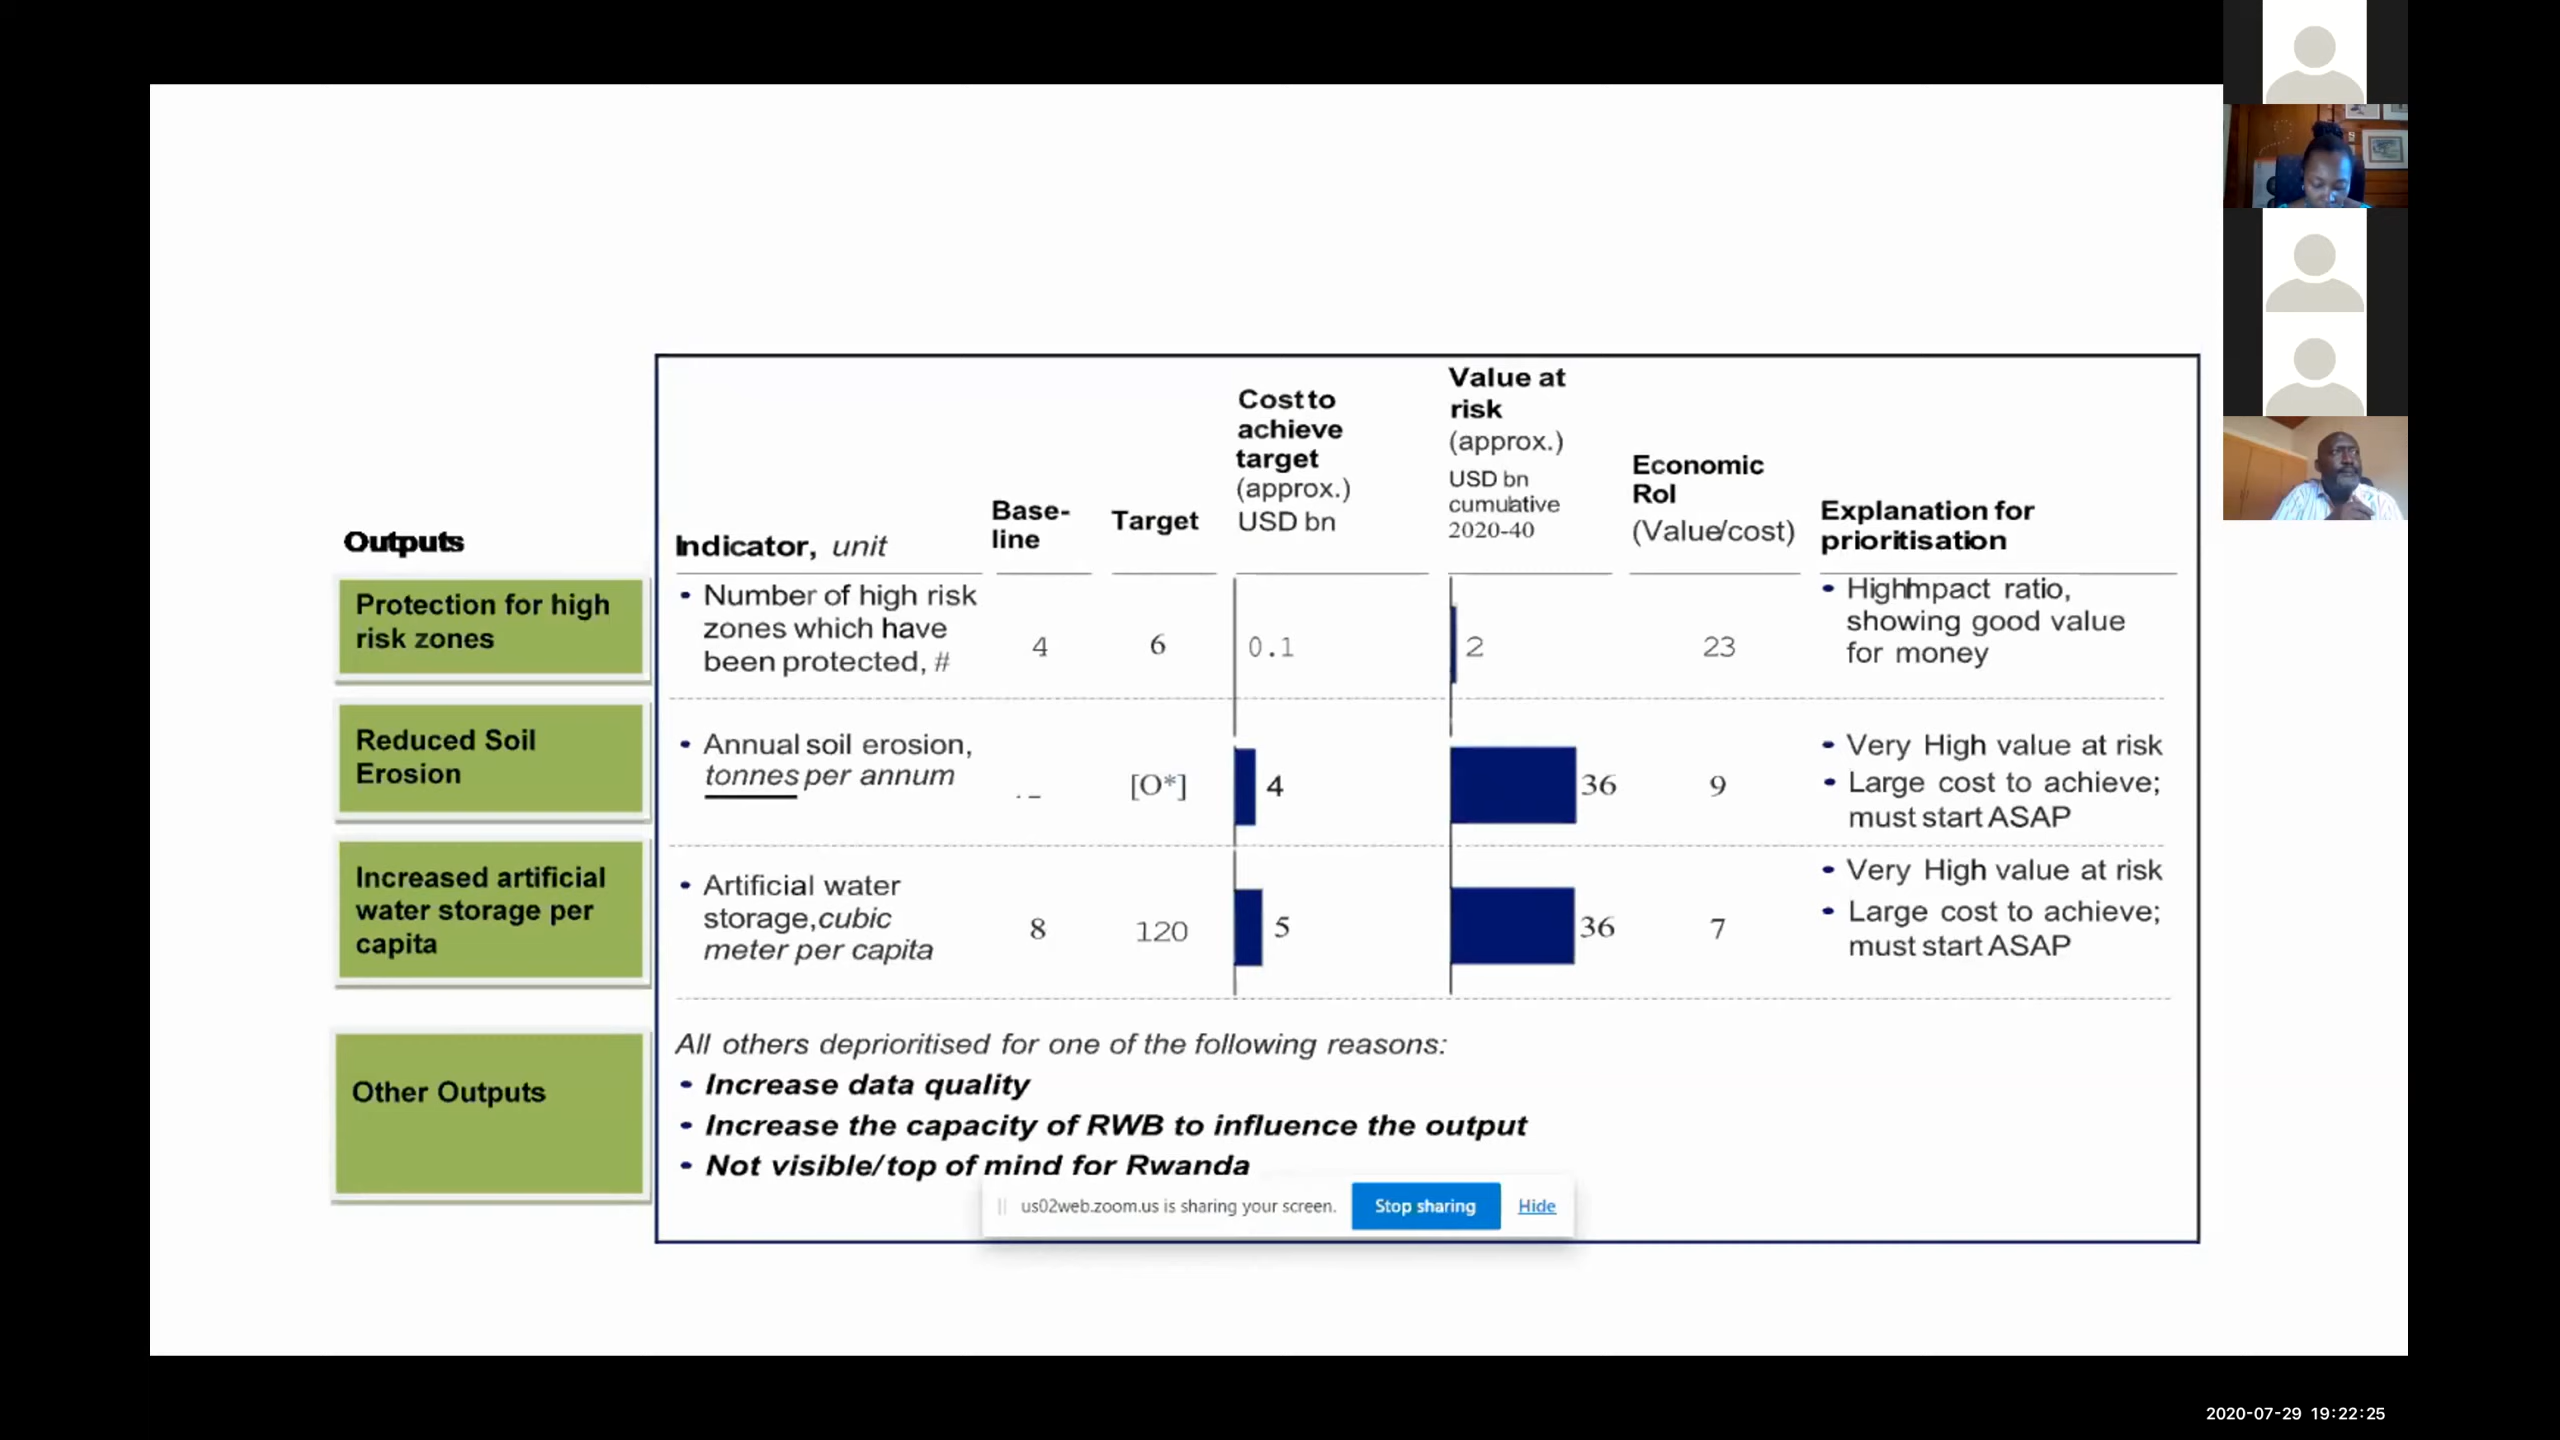 Outputs
Indicator, unit
Base-
line
Target
Cost to
achieve
target
(approx.)
USD bn
Value at
risk
(approx.)
USD bn
cumulative
2020-40
Economic
RoI
(Value/cost)
Explanation for
prioritisation
Protection for high
risk zones
• Number of high risk
zones which have
been protected, #
4
6
0.1
2
23
• High Impact ratio,
showing good value
for money
Reduced Soil
Erosion
• Annual soil erosion,
tonnes per annum
[O*]
4
36
9
• Very High value at risk
• Large cost to achieve;
must start ASAP
Increased artificial
water storage per
capita
• Artificial water
storage, cubic
meter per capita
8
120
5
36
7
• Very High value at risk
• Large cost to achieve;
must start ASAP
Other Outputs
All others deprioritised for one of the following reasons:
• Increase data quality
• Increase the capacity of RWB to influence the output
• Not visible/top of mind for Rwanda
us02web.zoom.us is sharing your screen.
Stop sharing
Hide
2020-07-29 19:22:25